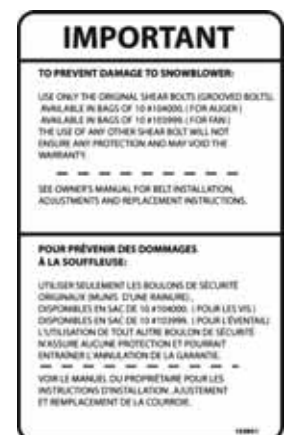 IMPORTANT
TO PREVENT DAMAGE TO SNOWBLOWER:
USE ONLY THE ORIGINAL SHEAR BOLTS (GROOVED BOLTS).
AVAILABLE IN BAGS OF 10 #104000. ( FOR AUGER )
AVAILABLE IN BAGS OF 10 #103999. ( FOR FAN )
THE USE OF ANY OTHER SHEAR BOLT WILL NOT
ENSURE ANY PROTECTION AND MAY VOID THE
WARRANTY.
SEE OWNER'S MANUAL FOR BELT INSTALLATION,
ADJUSTMENTS AND REPLACEMENT INSTRUCTIONS.
POUR PRÉVENIR DES DOMMAGES
À LA SOUFFLEUSE:
UTILISER SEULEMENT LES BOULONS DE SÉCURITÉ
ORIGINAUX (MUNIS D'UNE RAINURE) ,
DISPONIBLES EN SAC DE 10 #104000. ( POUR LES VIS )
DISPONIBLES EN SAC DE 10 #103999. ( POUR L'ÉVENTAIL)
L'UTILISATION DE TOUT AUTRE BOULON DE SÉCURITÉ
N'ASSURE AUCUNE PROTECTION ET POURRAIT
ENTRAÎNER L'ANNULATION DE LA GARANTIE.
VOIR LE MANUEL DU PROPRIÉTAIRE POUR LES
INSTRUCTIONS D'INSTALLATION , AJUSTEMENT
ET REMPLACEMENT DE LA COURROIE.